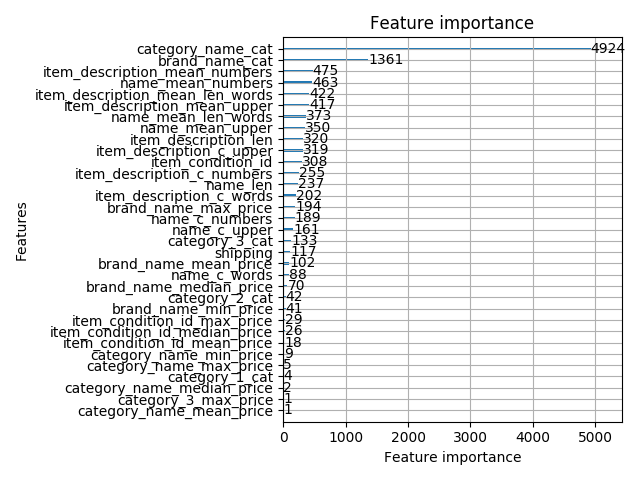 Feature importance
category_name_cat 4924
brand_name_cat 1361
item_description_mean_numbers 475
name_mean_numbers 463
item_description_mean_len_words 422
item_description_mean_upper 417
name_mean_len_words 373
name_mean_upper 350
item_description_len 320
item_description_c_upper 319
item_condition_id 308
item_description_c_numbers 255
name_len 237
item_description_c_words 202
brand_name_max_price 194
name_c_numbers 189
name_c_upper 161
category_3_cat 133
shipping 117
brand_name_mean_price 102
name_c_words 88
brand_name_median_price 70
category_2_cat 42
brand_name_min_price 41
item_condition_id_max_price 29
item_condition_id_median_price 26
item_condition_id_mean_price 18
category_name_min_price 9
category_name_max_price 5
category_1_cat 4
category_name_median_price 2
category_3_max_price 1
category_name_mean_price 1
0 1000 2000 3000 4000 5000
Feature importance
Features